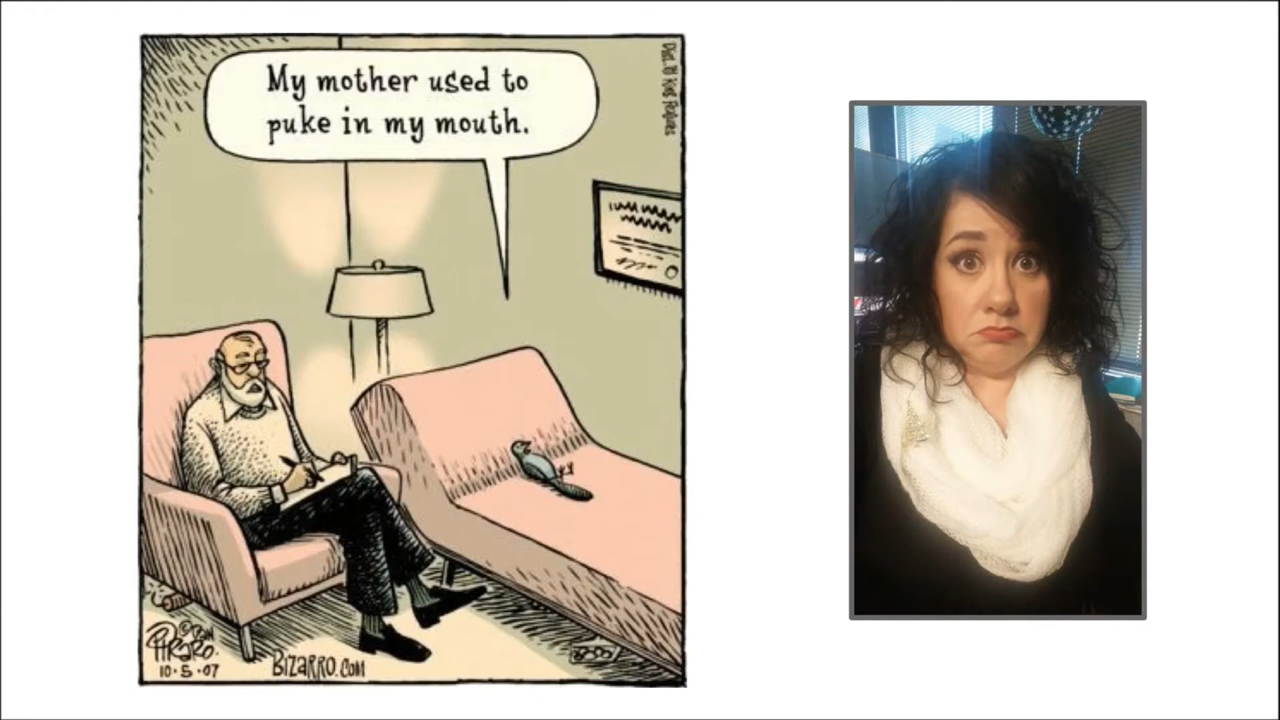 My mother used to
puke in my mouth.
Dist. by King Features
© Dan
Piraro.
10-5-07
Bizarro.com